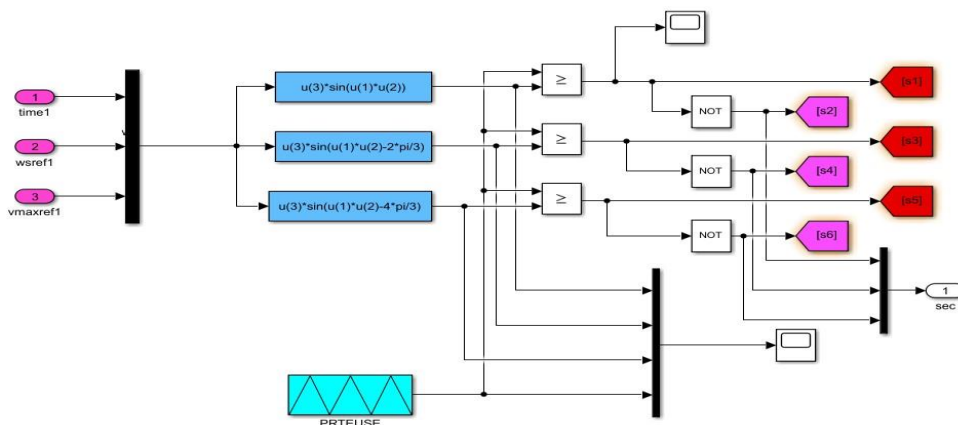 1
time1
2
wsref1
3
vmaxref1
u(3)*sin(u(1)*u(2))
u(3)*sin(u(1)*u(2)-2*pi/3)
u(3)*sin(u(1)*u(2)-4*pi/3)
≥
≥
≥
NOT
NOT
NOT
[s1]
[s2]
[s3]
[s4]
[s5]
[s6]
1
sec
PRTEUSE